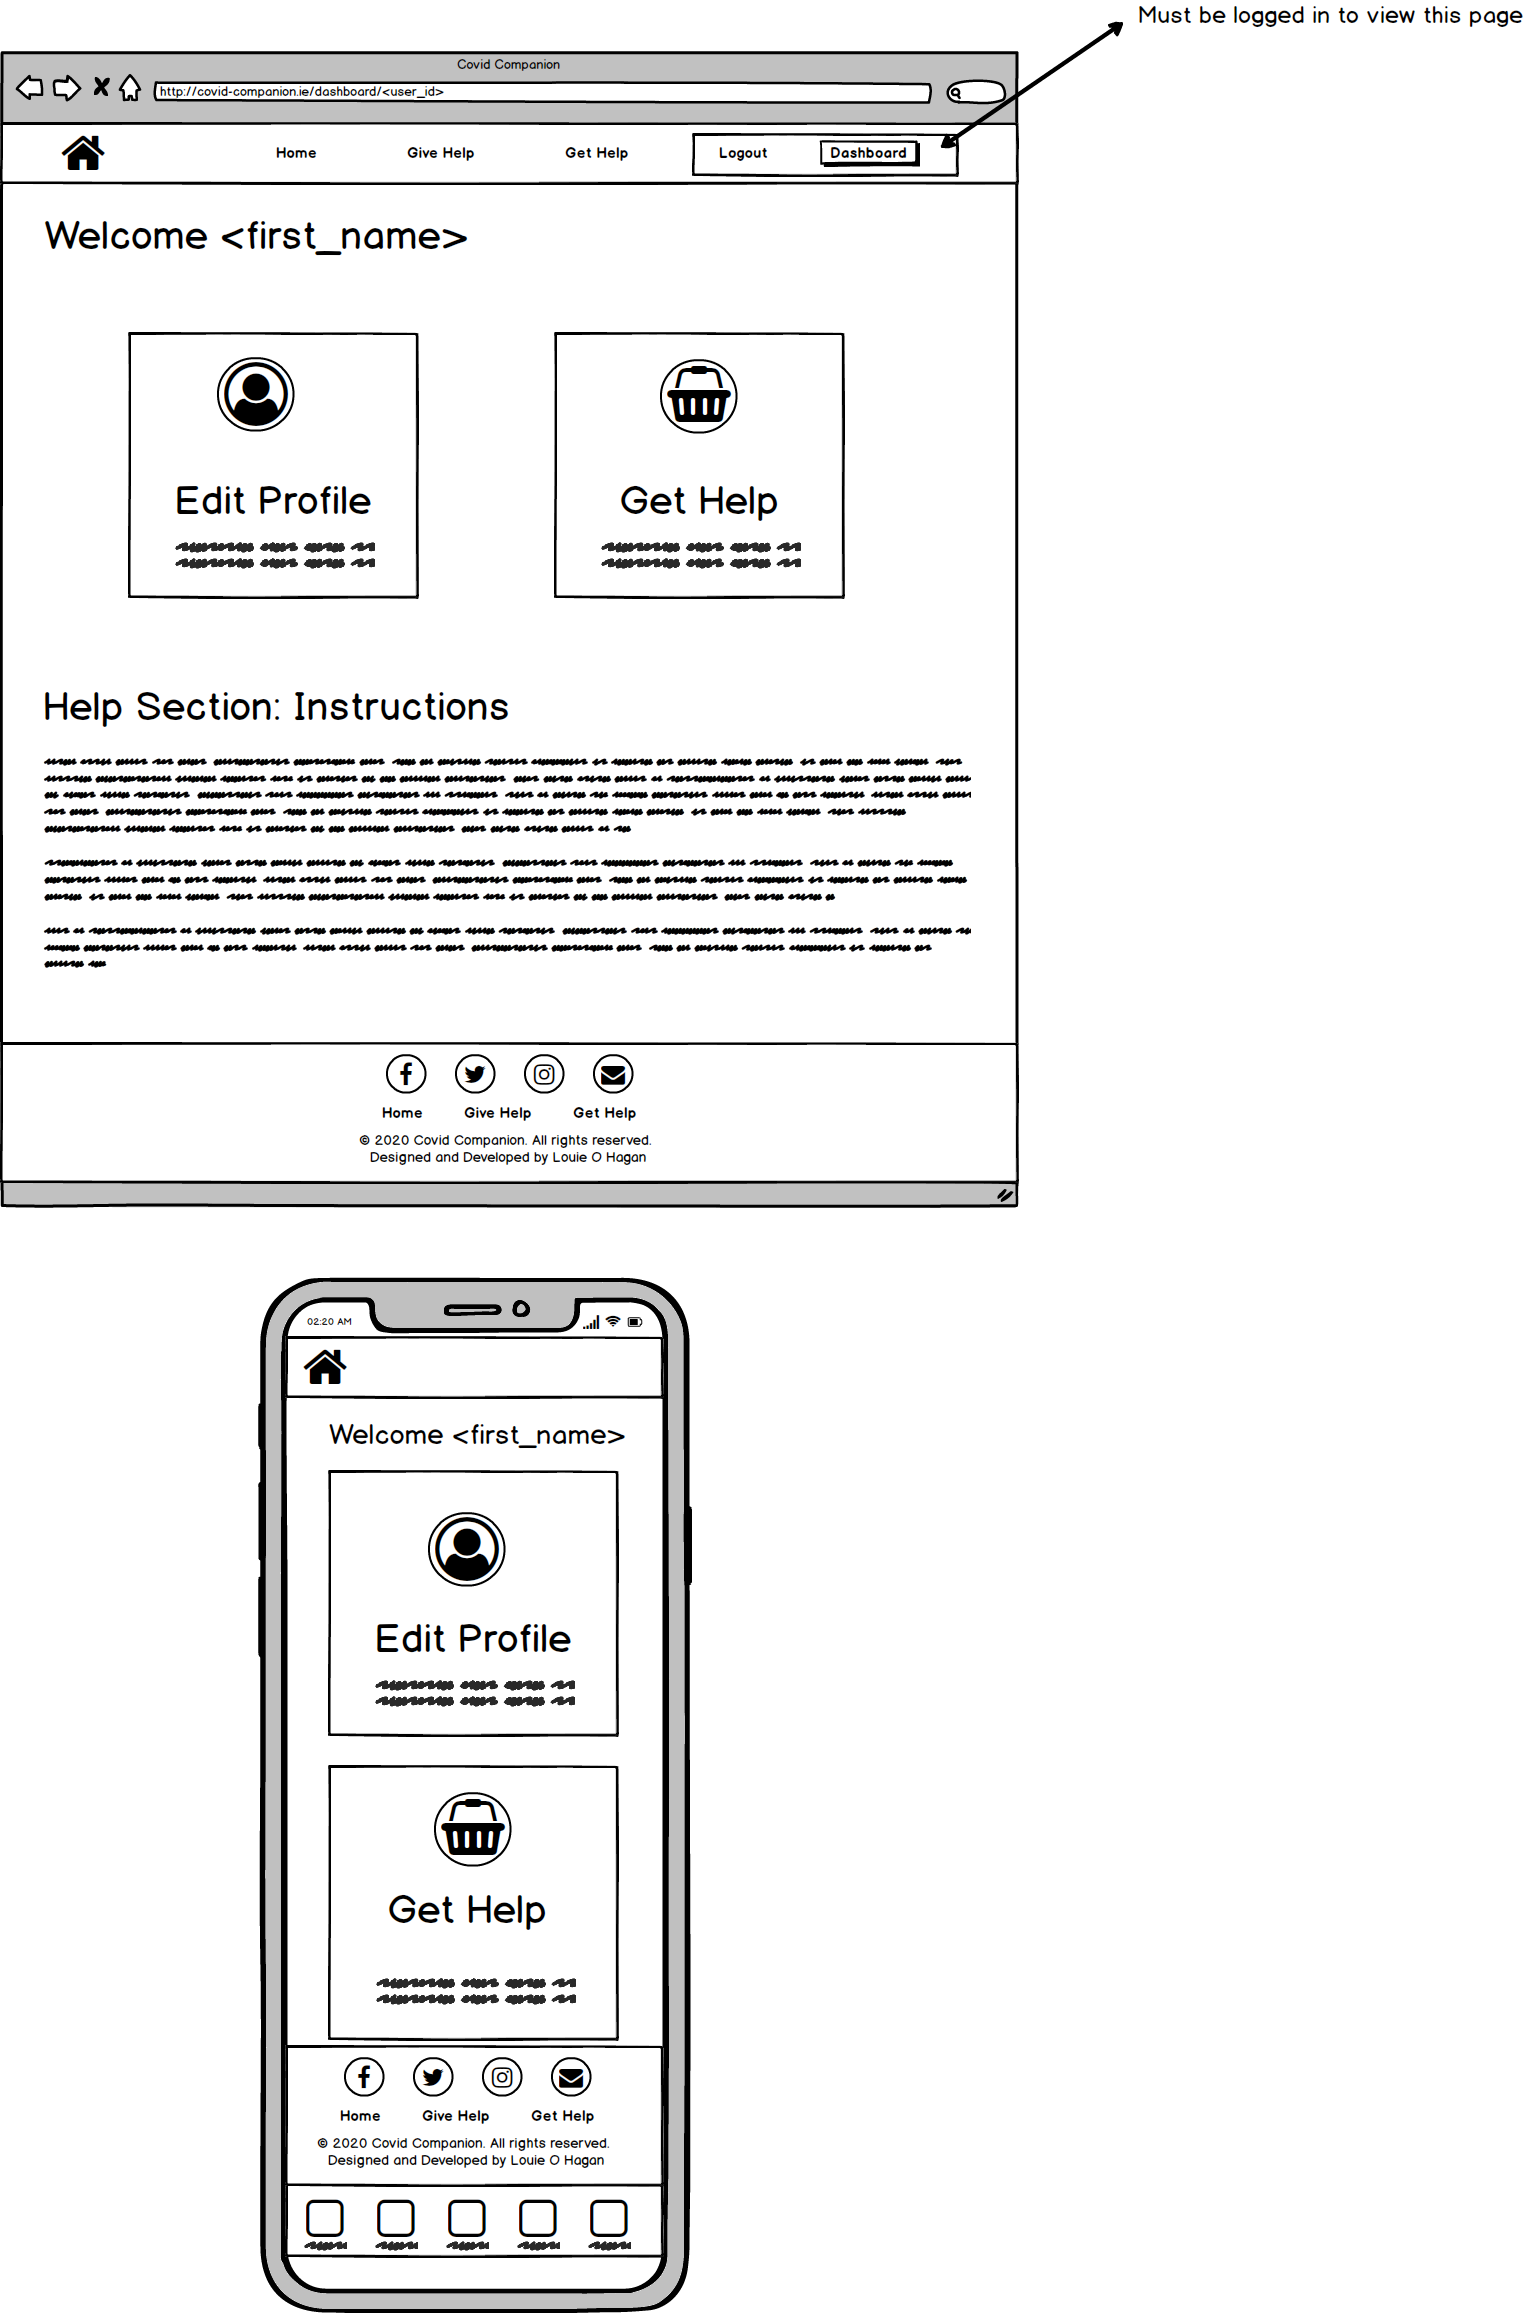 Must be logged in to view this page
Covid Companion
http://covid-companion.ie/dashboard/<user_id>
Home Give Help Get Help Logout Dashboard
Welcome <first_name>
Edit Profile Get Help
Help Section: Instructions
Home Give Help Get Help
© 2020 Covid Companion. All rights reserved.
Designed and Developed by Louie O Hagan
02:20 AM
Welcome <first_name>
Edit Profile
Get Help
Home Give Help Get Help
© 2020 Covid Companion. All rights reserved.
Designed and Developed by Louie O Hagan